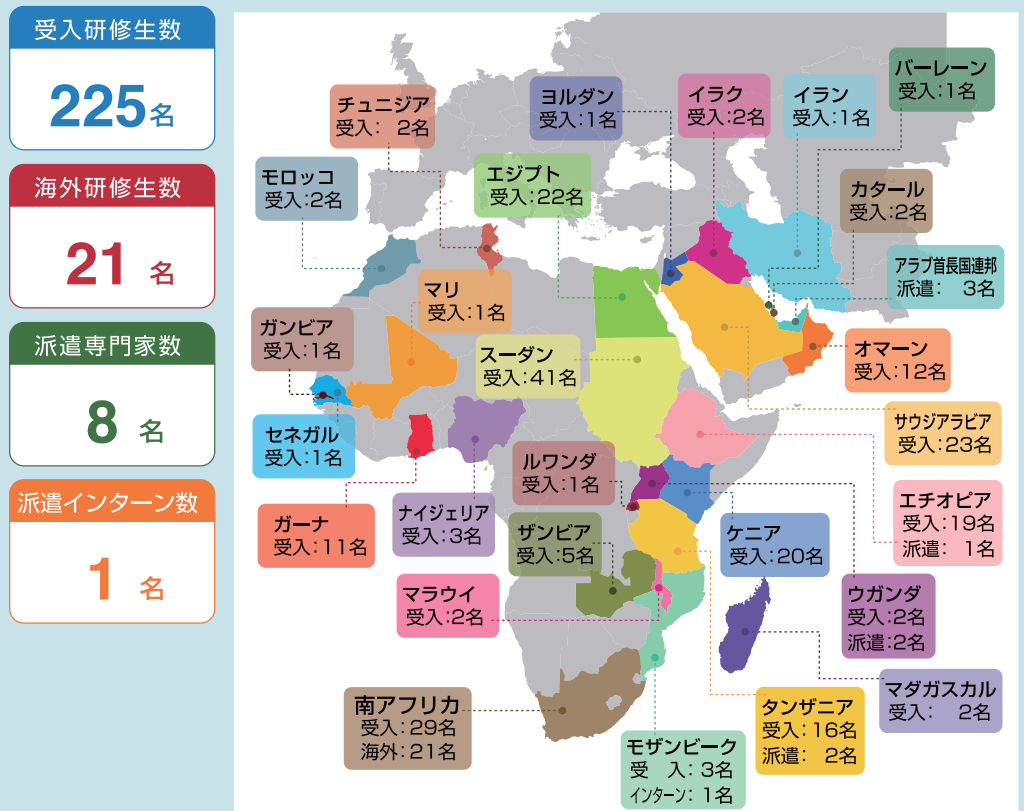 受入研修生数
225名
海外研修生数
21 名
派遣専門家数
8 名
派遣インターン数
1 名
チュニジア
受入: 2名
ヨルダン
受入:1名
イラク
受入:2名
イラン
受入:1名
バーレーン
受入:1名
モロッコ
受入:2名
エジプト
受入:22名
カタール
受入:2名
アラブ首長国連邦
派遣: 3名
マリ
受入:1名
ガンビア
受入:1名
スーダン
受入:41名
オマーン
受入:12名
セネガル
受入:1名
サウジアラビア
受入:23名
ルワンダ
受入:1名
ガーナ
受入:11名
ナイジェリア
受入:3名
ザンビア
受入:5名
ケニア
受入:20名
エチオピア
受入:19名
派遣: 1名
マラウイ
受入:2名
ウガンダ
受入:2名
派遣:2名
南アフリカ
受入:29名
海外:21名
モザンビーク
受 入:3名
インターン:1名
タンザニア
受入:16名
派遣: 2名
マダガスカル
受入: 2名